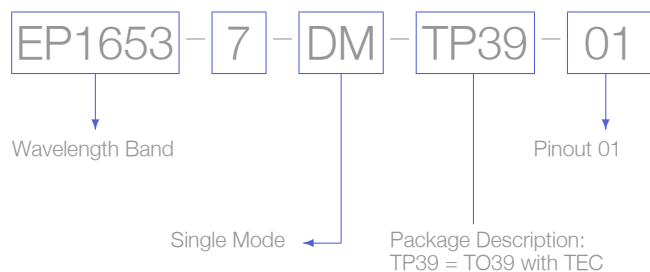 EP1653 - 7 - DM - TP39 - 01
Wavelength Band
Pinout 01
Single Mode
Package Description:
TP39 = TO39 with TEC